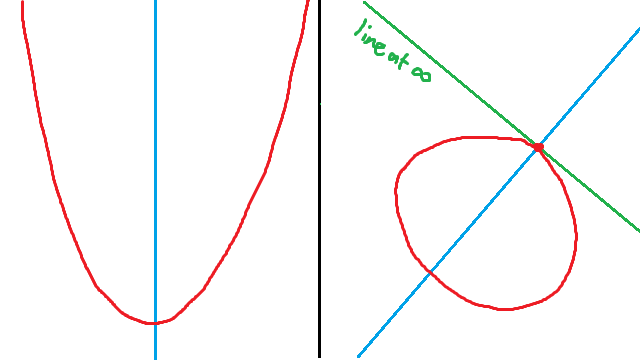 line at ∞